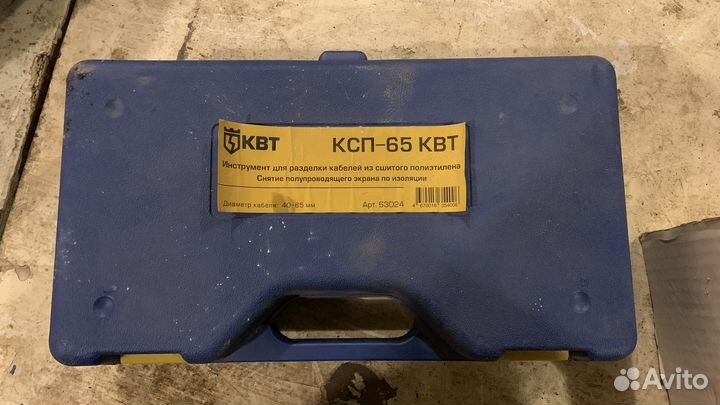 КВТ КСП-65 КВТ
Инструмент для разделки кабелей из сшитого полиэтилена
Снятие полупроводящего экрана по изоляции
Диаметр кабеля: 40-65 мм Арт. 53024
Avito